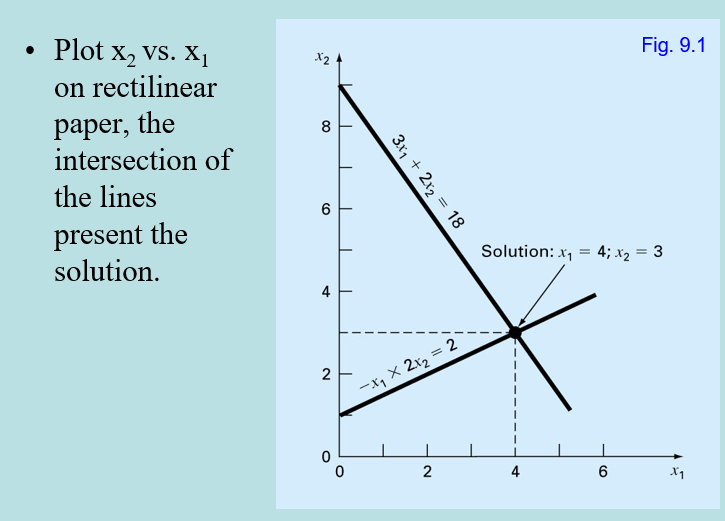 • Plot x₂ vs. x₁
on rectilinear
paper, the
intersection of
the lines
present the
solution.
Fig. 9.1
x₂
8
6
4
2
0
3x₁ + 2x₂ = 18
Solution: x₁ = 4; x₂ = 3
−x₁ × 2x₂ = 2
0 2 4 6 x₁